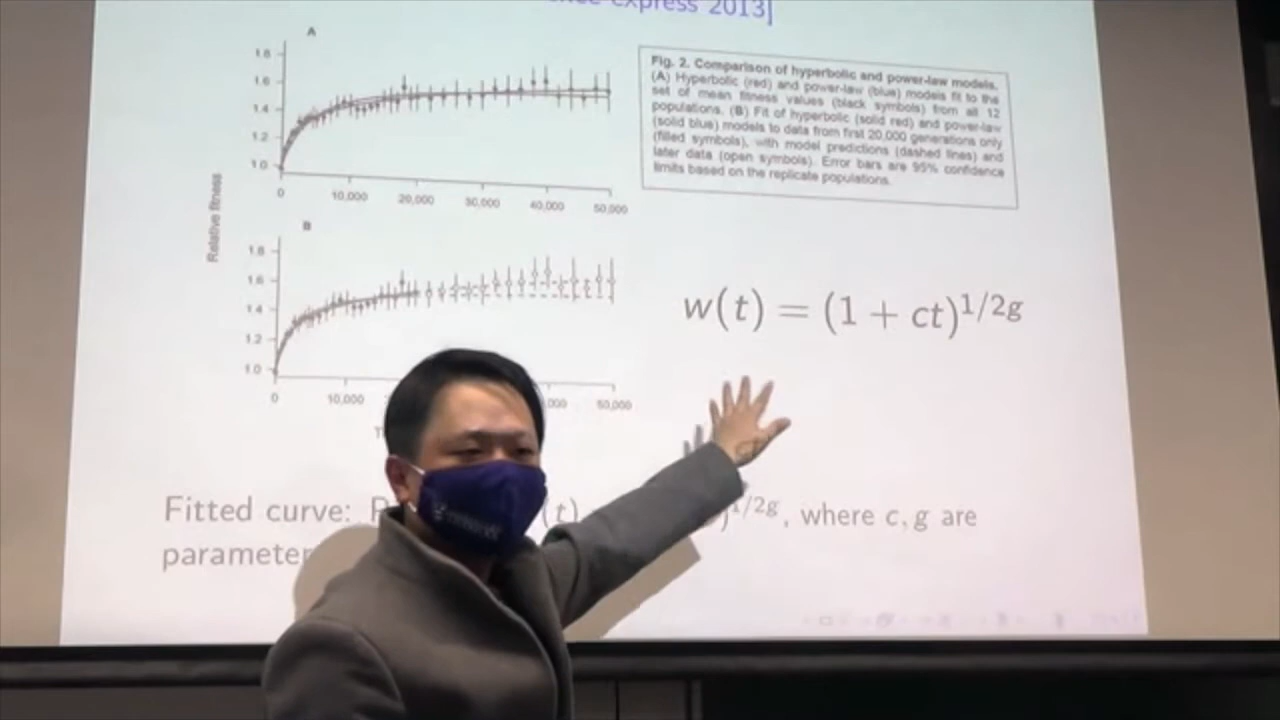 express 2013]
A
1.8
1.6
1.4
1.2
1.0
0 10,000 20,000 30,000 40,000 50,000
Relative fitness
B
1.8
1.6
1.4
1.2
1.0
0 10,000 ,000 50,000
Fig. 2. Comparison of hyperbolic and power-law models.
(A) Hyperbolic (red) and power-law (blue) models fit to the
set of mean fitness values (black symbols) from all 12
populations. (B) Fit of hyperbolic (solid red) and power-law
(solid blue) models to data from first 20,000 generations only
(filled symbols), with model predictions (dashed lines) and
later data (open symbols). Error bars are 95% confidence
limits based on the replicate populations.
w(t) = (1 + ct)^1/2g
Fitted curve: (t) )^1/2g, where c, g are
parameter